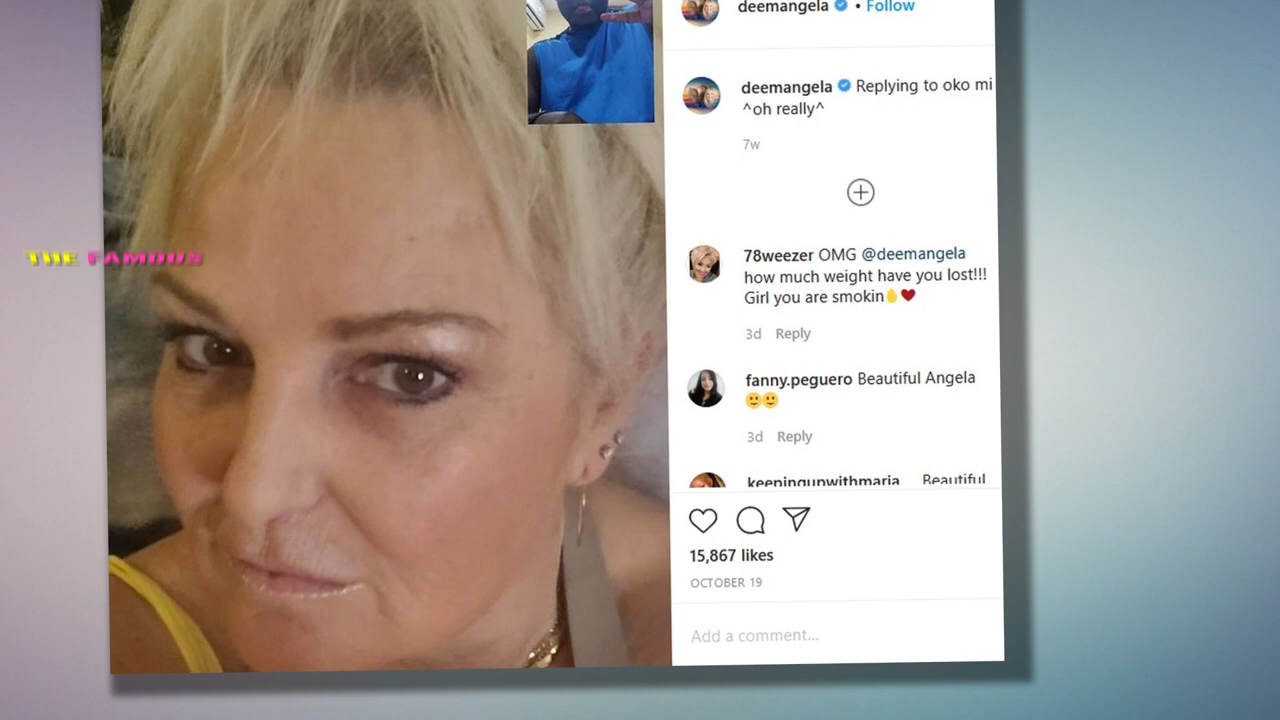 deemangela • Follow
deemangela Replying to oko mi
^oh really^
7w
THE FAMOUS
78weezer OMG @deemangela
how much weight have you lost!!!
Girl you are smokin🤚♥
3d Reply
fanny.peguero Beautiful Angela
🙂🙂
3d Reply
keepingupwithmaria Beautiful
15,867 likes
OCTOBER 19
Add a comment...